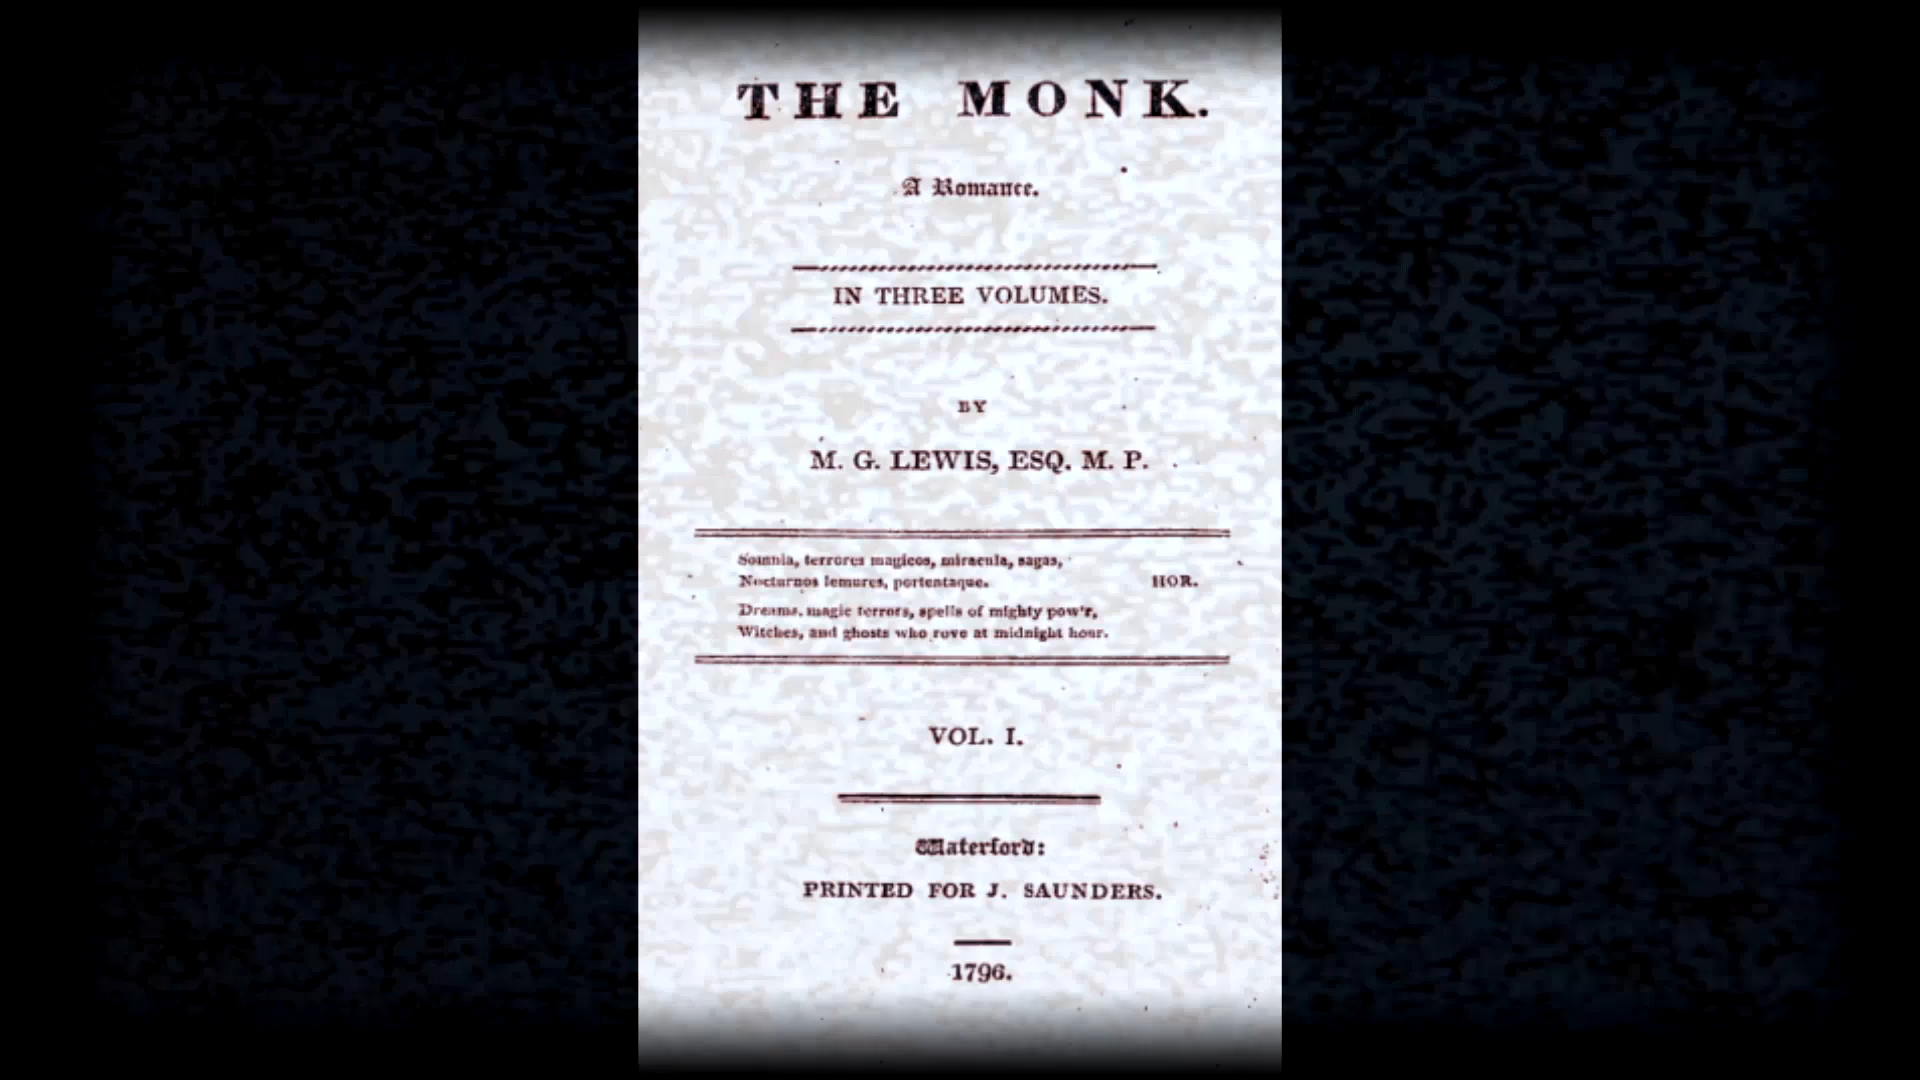 THE MONK.
A Romance.
IN THREE VOLUMES.
BY
M. G. LEWIS, ESQ. M. P.
Somnia, terrores magicos, miracula, sagas,
Nocturnos lemures, portentaque. HOR.
Dreams, magic terrors, spells of mighty pow'r,
Witches, and ghosts who rove at midnight hour.
VOL. I.
Waterford:
PRINTED FOR J. SAUNDERS.
1796.